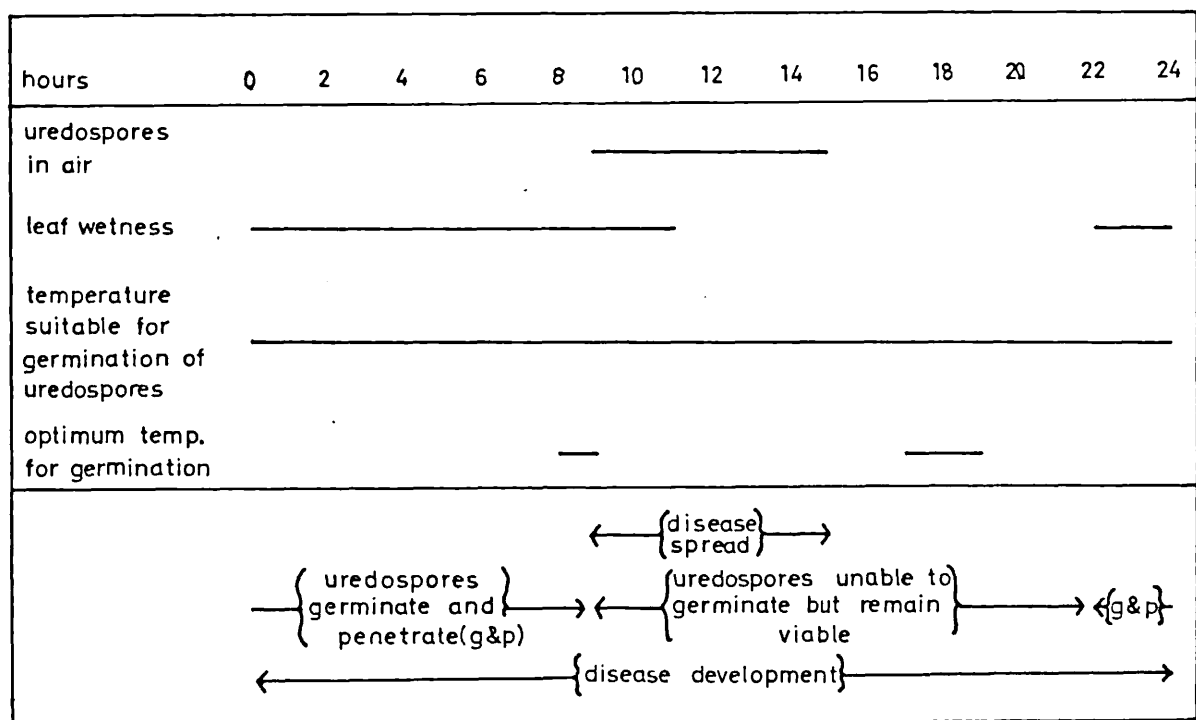 hours 0 2 4 6 8 10 12 14 16 18 20 22 24
uredospores
in air
leaf wetness
temperature
suitable for
germination of
uredospores
optimum temp.
for germination
{disease
spread}
{uredospores
germinate and
penetrate(g&p)}
{uredospores unable to
germinate but remain
viable}
{g&p}
{disease development}